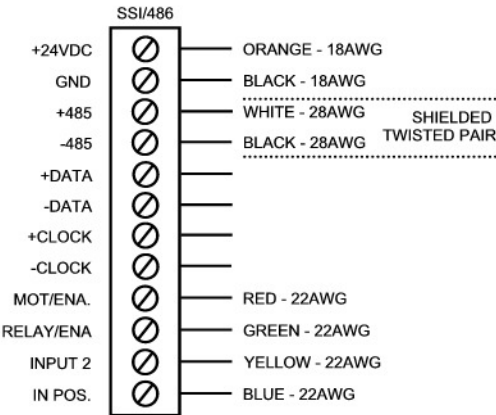 SSI/486
+24VDC ORANGE - 18AWG
GND BLACK - 18AWG
+485 WHITE - 28AWG
SHIELDED
TWISTED PAIR
-485 BLACK - 28AWG
+DATA
-DATA
+CLOCK
-CLOCK
MOT/ENA. RED - 22AWG
RELAY/ENA GREEN - 22AWG
INPUT 2 YELLOW - 22AWG
IN POS. BLUE - 22AWG